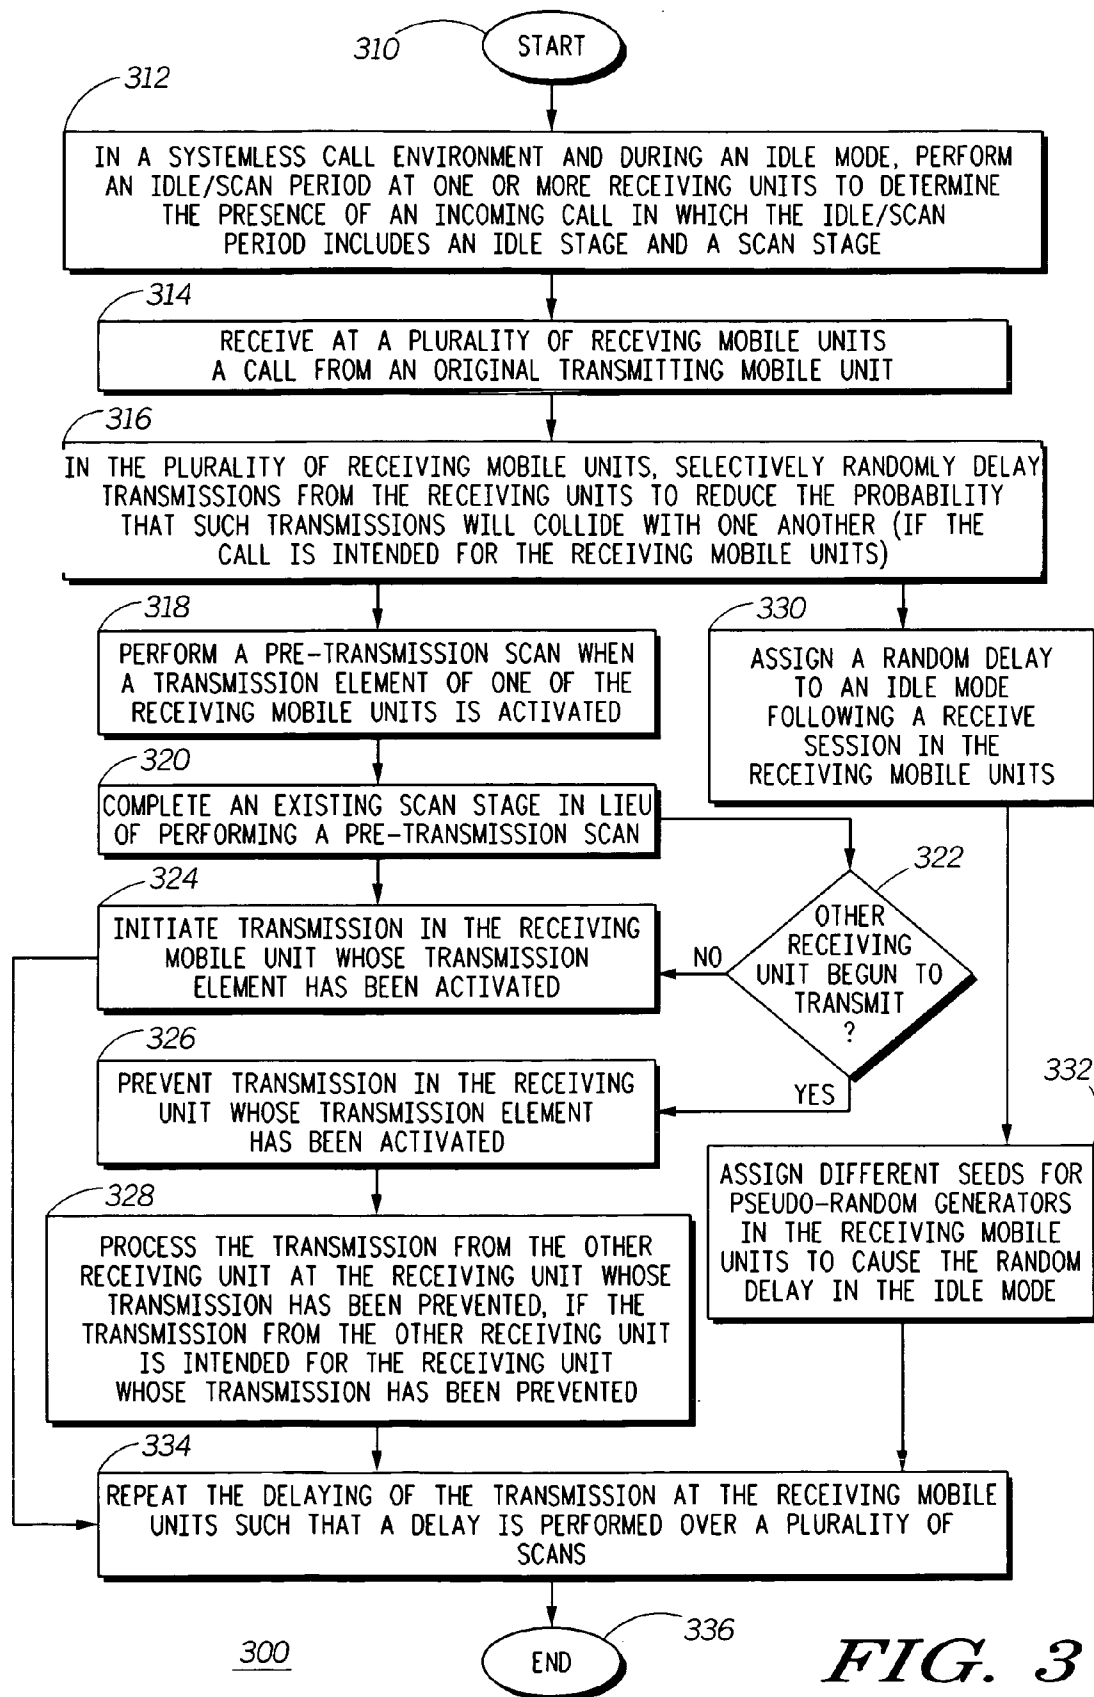 310
START
312
IN A SYSTEMLESS CALL ENVIRONMENT AND DURING AN IDLE MODE, PERFORM
AN IDLE/SCAN PERIOD AT ONE OR MORE RECEIVING UNITS TO DETERMINE
THE PRESENCE OF AN INCOMING CALL IN WHICH THE IDLE/SCAN
PERIOD INCLUDES AN IDLE STAGE AND A SCAN STAGE
314
RECEIVE AT A PLURALITY OF RECEVING MOBILE UNITS
A CALL FROM AN ORIGINAL TRANSMITTING MOBILE UNIT
316
IN THE PLURALITY OF RECEIVING MOBILE UNITS, SELECTIVELY RANDOMLY DELAY
TRANSMISSIONS FROM THE RECEIVING UNITS TO REDUCE THE PROBABILITY
THAT SUCH TRANSMISSIONS WILL COLLIDE WITH ONE ANOTHER (IF THE
CALL IS INTENDED FOR THE RECEIVING MOBILE UNITS)
318
PERFORM A PRE-TRANSMISSION SCAN WHEN
A TRANSMISSION ELEMENT OF ONE OF THE
RECEIVING MOBILE UNITS IS ACTIVATED
330
ASSIGN A RANDOM DELAY
TO AN IDLE MODE
FOLLOWING A RECEIVE
SESSION IN THE
RECEIVING MOBILE UNITS
320
COMPLETE AN EXISTING SCAN STAGE IN LIEU
OF PERFORMING A PRE-TRANSMISSION SCAN
322
OTHER
RECEIVING
UNIT BEGUN TO
TRANSMIT
?
NO
YES
324
INITIATE TRANSMISSION IN THE RECEIVING
MOBILE UNIT WHOSE TRANSMISSION
ELEMENT HAS BEEN ACTIVATED
326
PREVENT TRANSMISSION IN THE RECEIVING
UNIT WHOSE TRANSMISSION ELEMENT
HAS BEEN ACTIVATED
332
ASSIGN DIFFERENT SEEDS FOR
PSEUDO-RANDOM GENERATORS
IN THE RECEIVING MOBILE
UNITS TO CAUSE THE RANDOM
DELAY IN THE IDLE MODE
328
PROCESS THE TRANSMISSION FROM THE OTHER
RECEIVING UNIT AT THE RECEIVING UNIT WHOSE
TRANSMISSION HAS BEEN PREVENTED, IF THE
TRANSMISSION FROM THE OTHER RECEIVING UNIT
IS INTENDED FOR THE RECEIVING UNIT
WHOSE TRANSMISSION HAS BEEN PREVENTED
334
REPEAT THE DELAYING OF THE TRANSMISSION AT THE RECEIVING MOBILE
UNITS SUCH THAT A DELAY IS PERFORMED OVER A PLURALITY OF
SCANS
336
END
300
FIG. 3